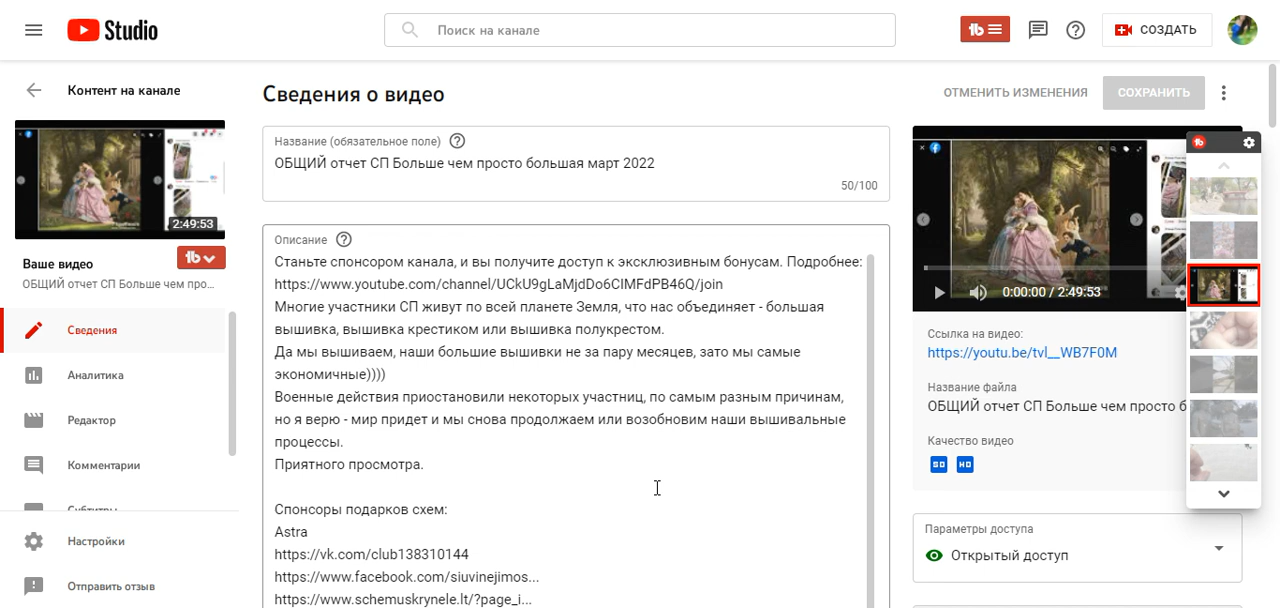 Studio
Поиск на канале
СОЗДАТЬ
Контент на канале
2:49:53
Ваше видео
ОБЩИЙ отчет СП Больше чем про...
Сведения
Аналитика
Редактор
Комментарии
Субтитры
Настройки
Отправить отзыв
Сведения о видео
ОТМЕНИТЬ ИЗМЕНЕНИЯ
СОХРАНИТЬ
Название (обязательное поле)
ОБЩИЙ отчет СП Больше чем просто большая март 2022
50/100
Описание
Станьте спонсором канала, и вы получите доступ к эксклюзивным бонусам. Подробнее:
https://www.youtube.com/channel/UCkU9gLaMjdDo6CIMFdPB46Q/join
Многие участники СП живут по всей планете Земля, что нас объединяет - большая
вышивка, вышивка крестиком или вышивка полукрестом.
Да мы вышиваем, наши большие вышивки не за пару месяцев, зато мы самые
экономичные))))
Военные действия приостановили некоторых участниц, по самым разным причинам,
но я верю - мир придет и мы снова продолжаем или возобновим наши вышивальные
процессы.
Приятного просмотра.
Спонсоры подарков схем:
Astra
https://vk.com/club138310144
https://www.facebook.com/siuvinejimos...
https://www.schemuskrynele.lt/?page_i...
0:00:00 / 2:49:53
Ссылка на видео:
https://youtu.be/tvl__WB7F0M
Название файла
ОБЩИЙ отчет СП Больше чем просто б
Качество видео
SD HD
Параметры доступа
Открытый доступ